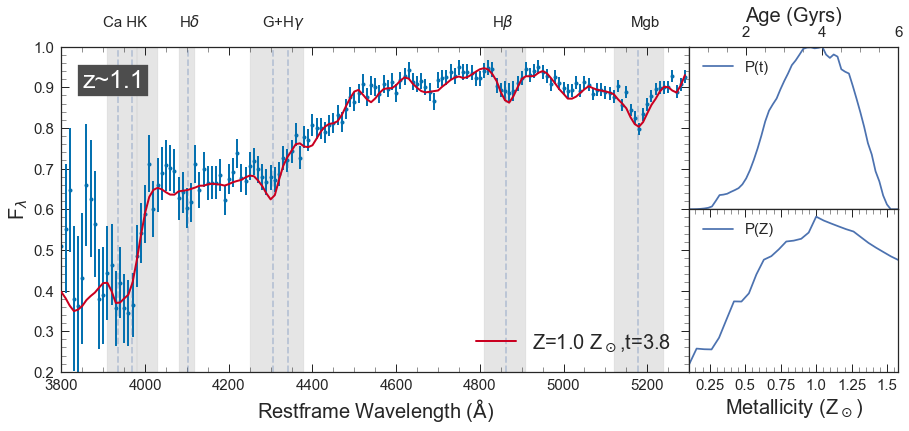 Ca HK Hδ G+Hγ Hβ Mgb
Age (Gyrs)
2 4 6
z~1.1
P(t)
1.0
0.9
0.8
0.7
0.6
0.5
0.4
0.3
0.2
F_λ
P(Z)
Z=1.0 Z_⊙,t=3.8
3800 4000 4200 4400 4600 4800 5000 5200
0.25 0.5 0.75 1.0 1.25 1.5
Restframe Wavelength (Å)
Metallicity (Z_⊙)